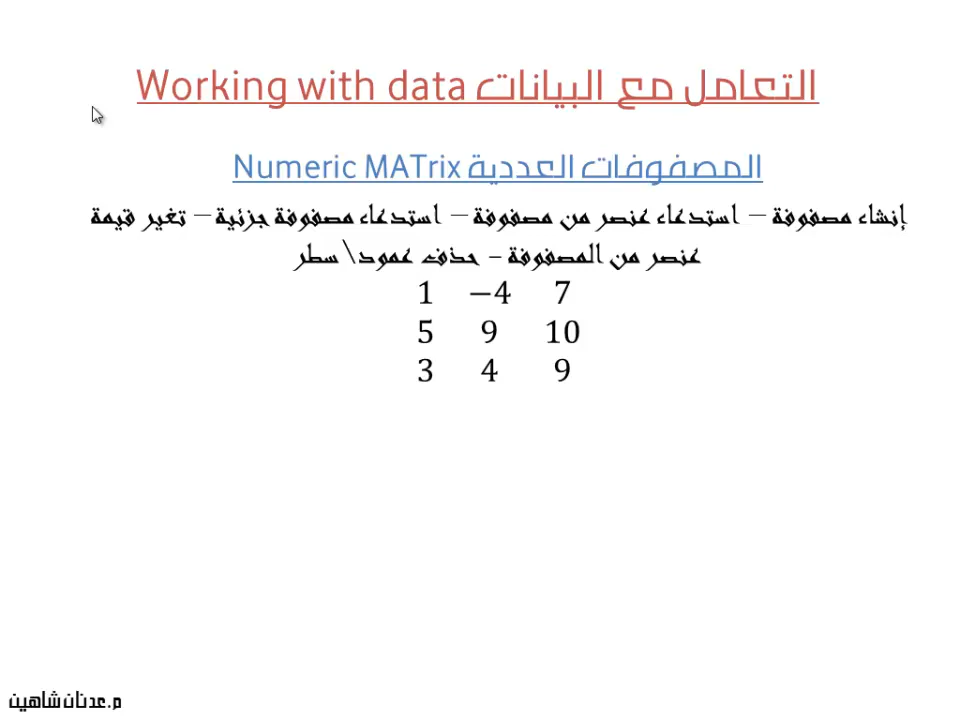 التعامل مع البيانات Working with data
المصفوفات العددية Numeric MATrix
إنشاء مصفوفة – استدعاء عنصر من مصفوفة – استدعاء مصفوفة جزئية – تغير قيمة
عنصر من المصفوفة – حذف عمود\سطر
1 −4 7
5 9 10
3 4 9
م.عدنان شاهين